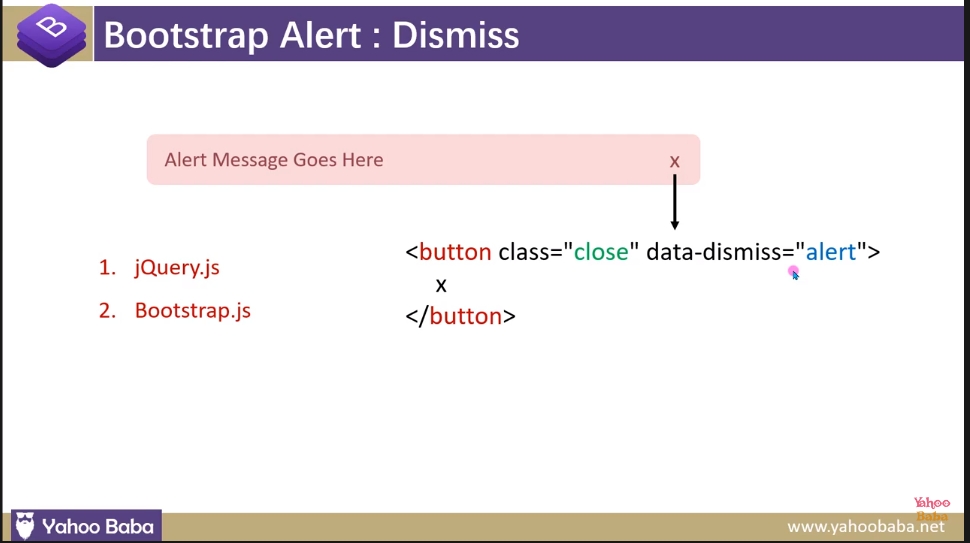 B
Bootstrap Alert : Dismiss
Alert Message Goes Here x
<button class="close" data-dismiss="alert">
x
</button>
1. jQuery.js
2. Bootstrap.js
Yahoo
Baba
Yahoo Baba
www.yahoobaba.net